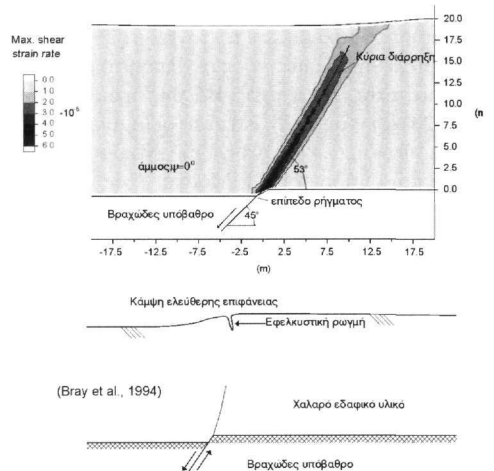 Max. shear
strain rate
0.0
1.0
2.0
3.0
4.0
5.0
6.0
-10⁻⁵
20.0
17.5
15.0
12.5
10.0
7.5
5.0
2.5
0.0
(m
Κύρια διάρρηξη
άμμος;ψ=0°
53°
επίπεδο ρήγματος
Βραχώδες υπόβαθρο
45°
-17.5 -12.5 -7.5 -2.5 2.5 7.5 12.5 17.5
(m)
Κάμψη ελεύθερης επιφάνειας
Εφελκυστική ρωγμή
(Bray et al., 1994)
Χαλαρό εδαφικό υλικό
Βραχώδες υπόβαθρο